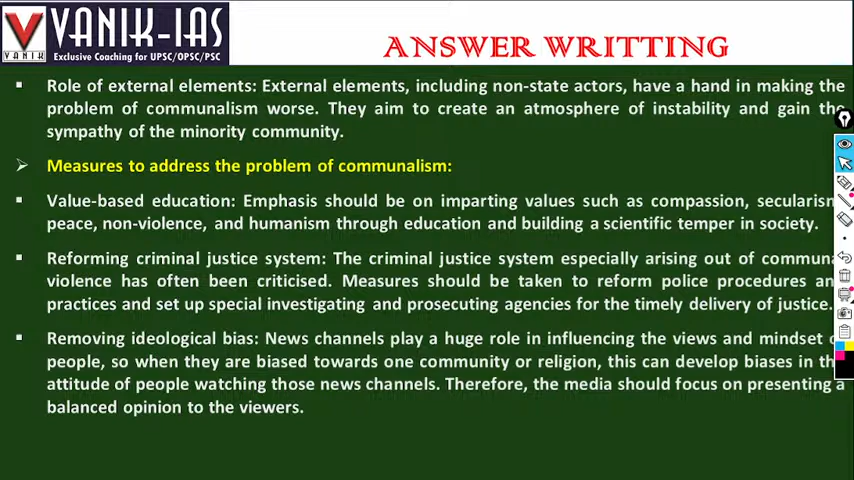 VANIK-IAS
VANIK
Exclusive Coaching for UPSC/OPSC/PSC
ANSWER WRITTING
▪ Role of external elements: External elements, including non-state actors, have a hand in making the
problem of communalism worse. They aim to create an atmosphere of instability and gain the
sympathy of the minority community.
➢ Measures to address the problem of communalism:
▪ Value-based education: Emphasis should be on imparting values such as compassion, secularism
peace, non-violence, and humanism through education and building a scientific temper in society.
▪ Reforming criminal justice system: The criminal justice system especially arising out of communa
violence has often been criticised. Measures should be taken to reform police procedures an
practices and set up special investigating and prosecuting agencies for the timely delivery of justice.
▪ Removing ideological bias: News channels play a huge role in influencing the views and mindset o
people, so when they are biased towards one community or religion, this can develop biases in th
attitude of people watching those news channels. Therefore, the media should focus on presenting a
balanced opinion to the viewers.